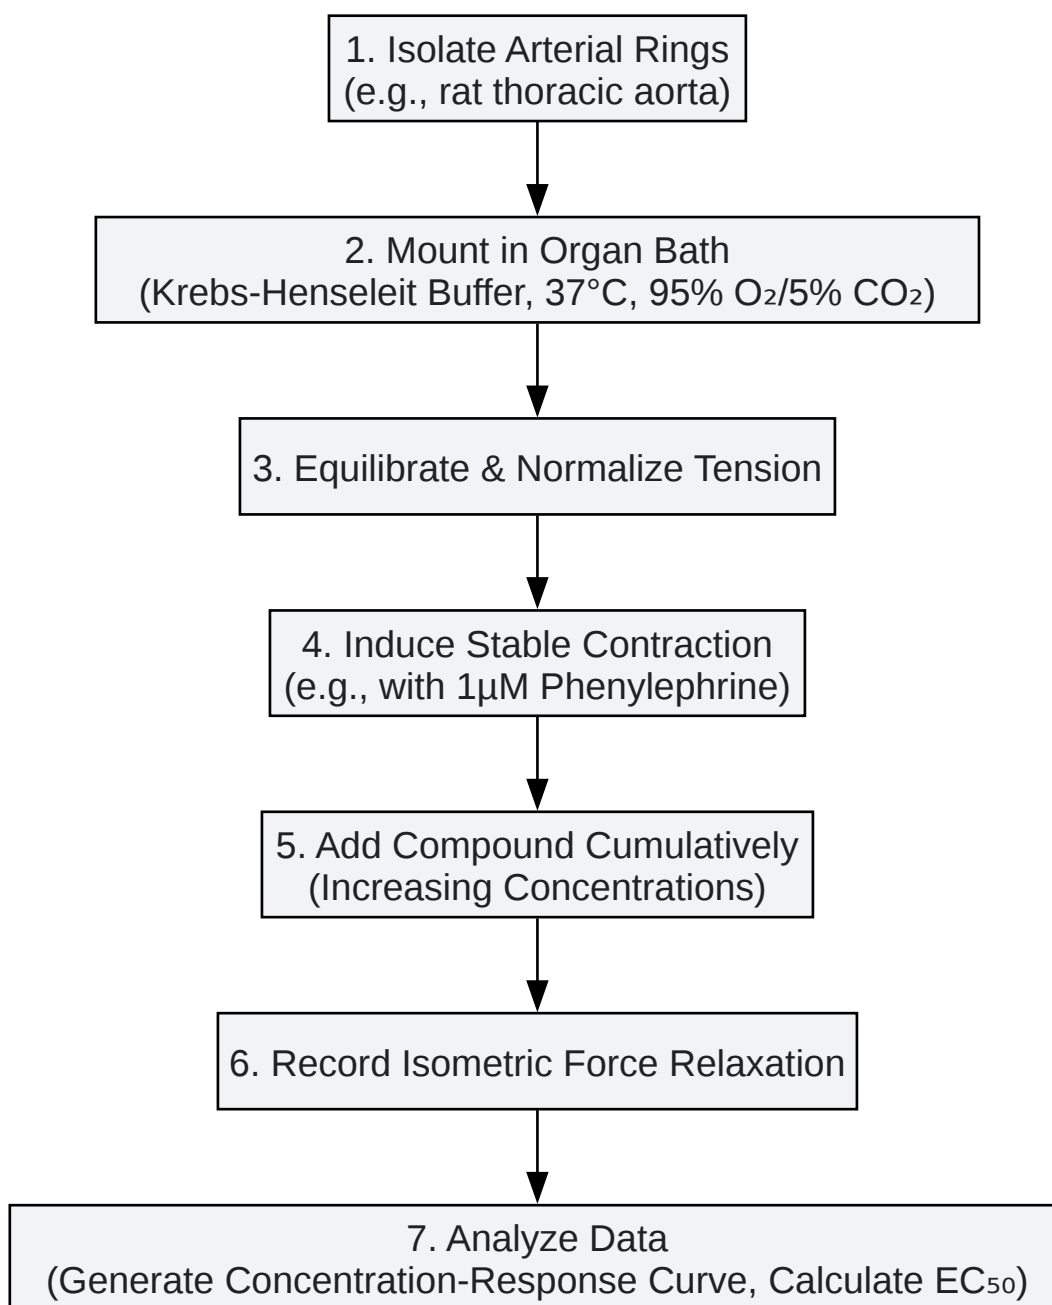 1. Isolate Arterial Rings
(e.g., rat thoracic aorta)
2. Mount in Organ Bath
(Krebs-Henseleit Buffer, 37°C, 95% O₂/5% CO₂)
3. Equilibrate & Normalize Tension
4. Induce Stable Contraction
(e.g., with 1µM Phenylephrine)
5. Add Compound Cumulatively
(Increasing Concentrations)
6. Record Isometric Force Relaxation
7. Analyze Data
(Generate Concentration-Response Curve, Calculate EC₅₀)